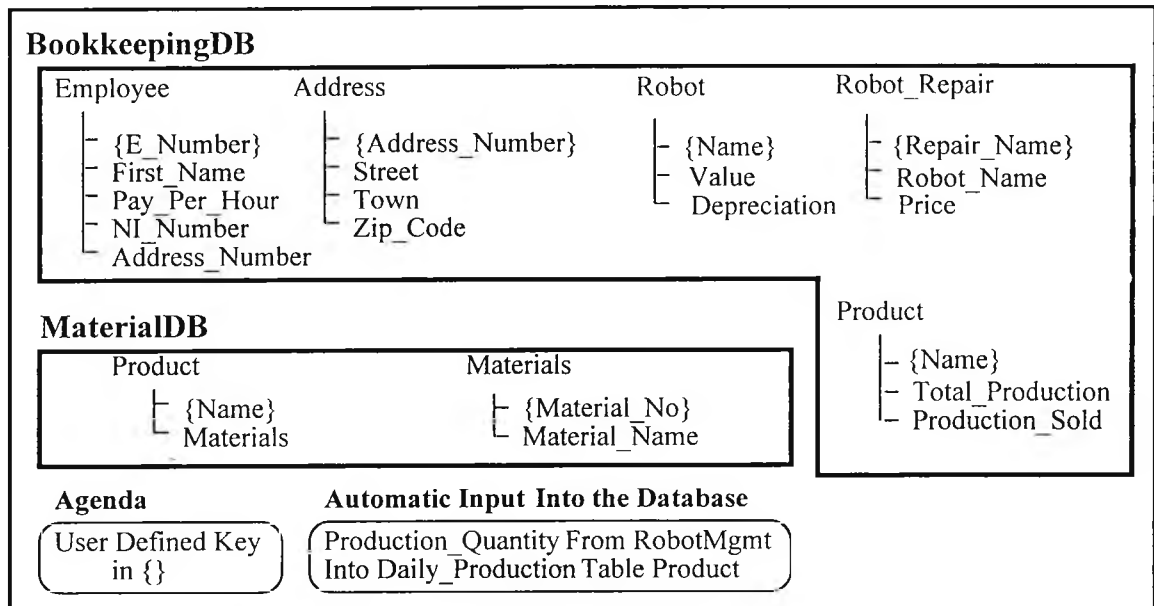 BookkeepingDB
Employee
{E_Number}
First_Name
Pay_Per_Hour
NI_Number
Address_Number
Address
{Address_Number}
Street
Town
Zip_Code
Robot
{Name}
Value
Depreciation
Robot_Repair
{Repair_Name}
Robot_Name
Price
Product
{Name}
Total_Production
Production_Sold
MaterialDB
Product
{Name}
Materials
Materials
{Material_No}
Material_Name
Agenda
User Defined Key
in {}
Automatic Input Into the Database
Production_Quantity From RobotMgmt
Into Daily_Production Table Product